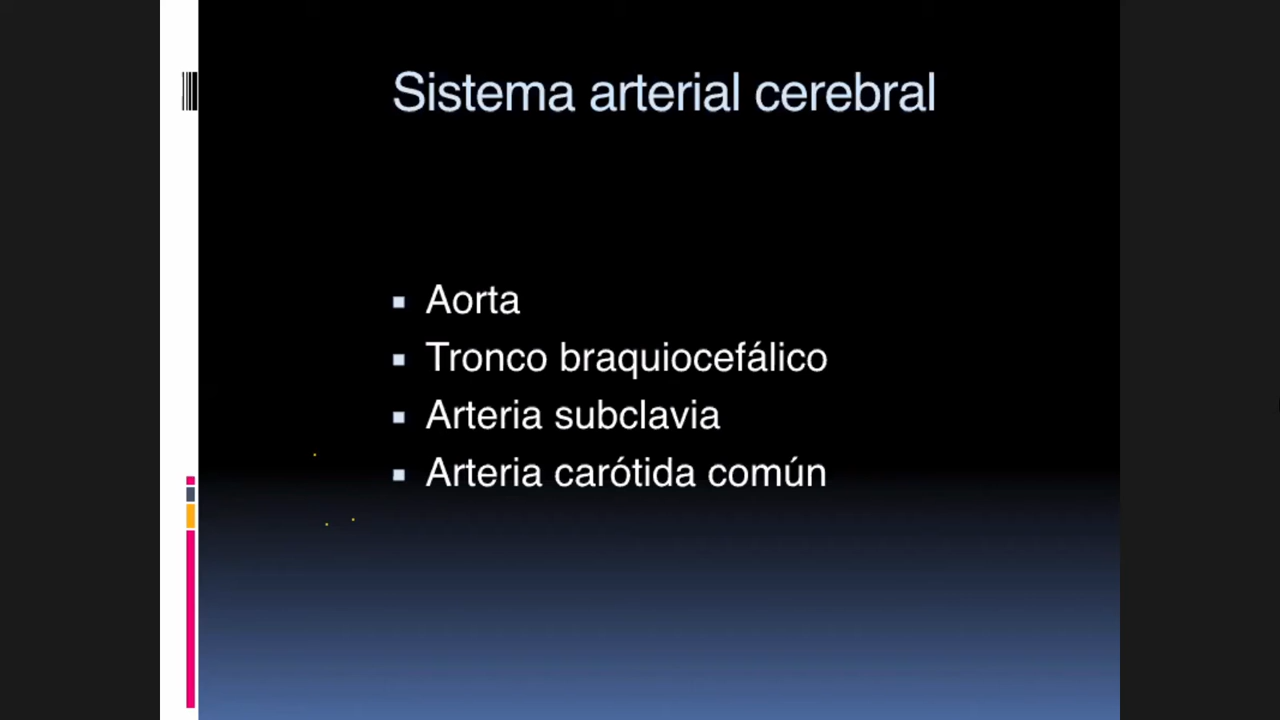 Sistema arterial cerebral
Aorta
Tronco braquiocefálico
Arteria subclavia
Arteria carótida común